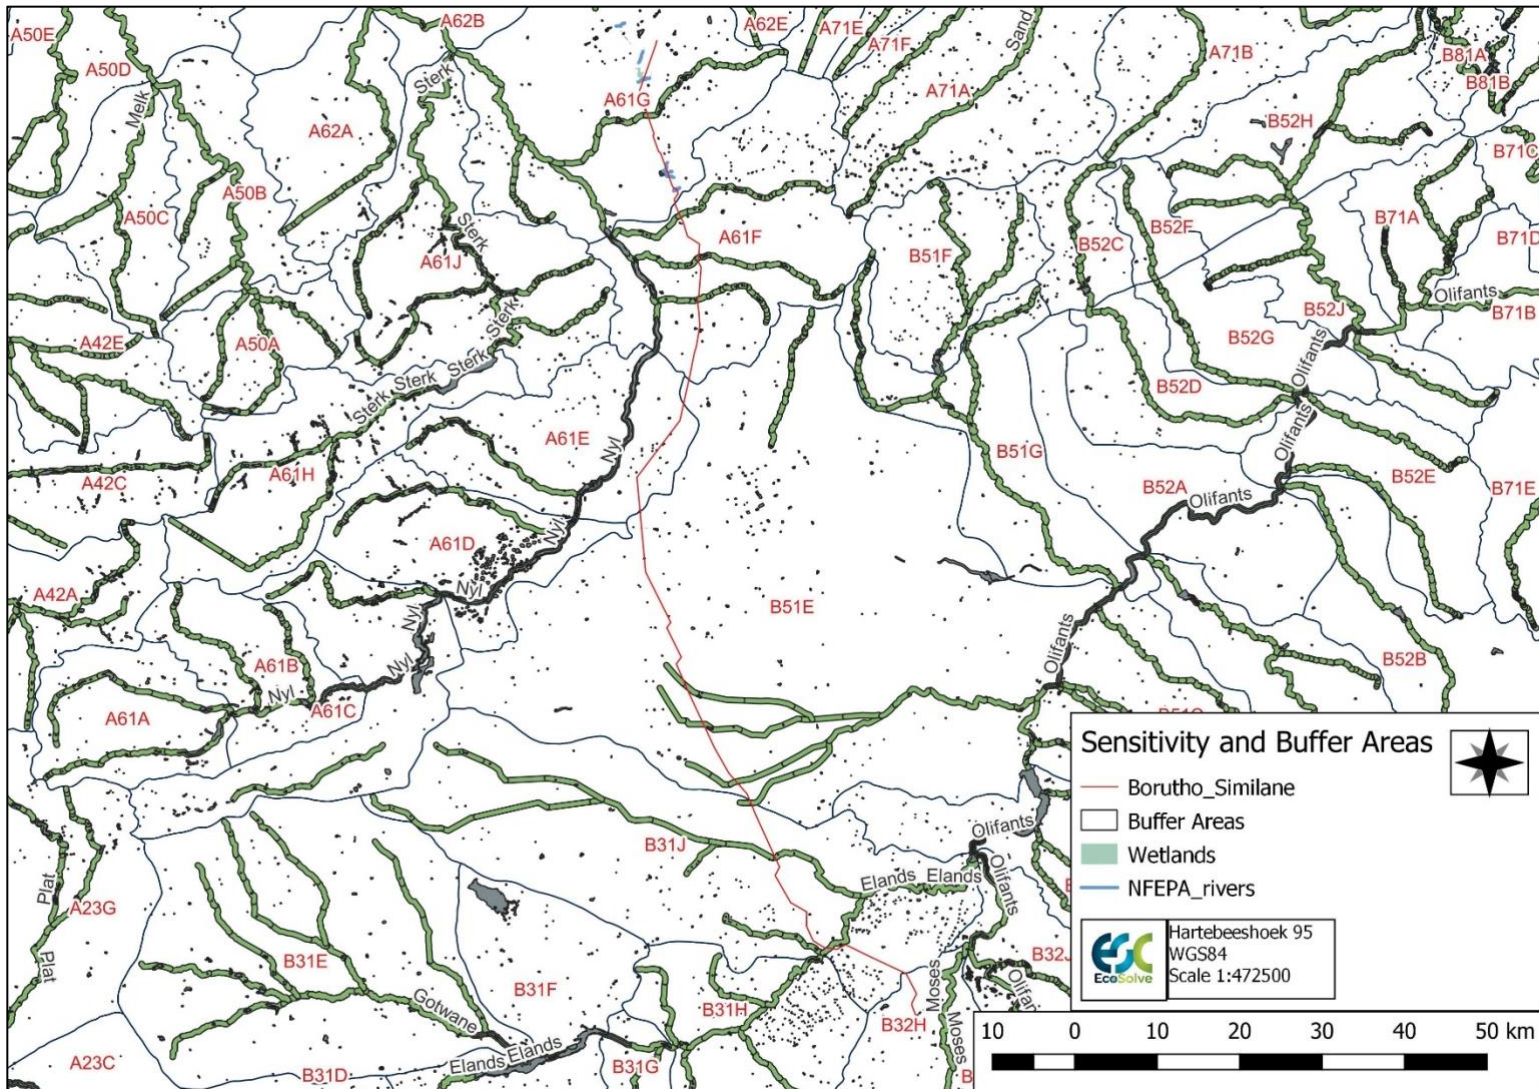 A50E
A62B
A62E
A71E
A71F
Sand
A71B
B81A
B81B
A50D
Sterk
A61G
A71A
Melk
A62A
B52H
B71C
A50B
A50C
Sterk
A61J
A61F
B51F
B52C
B52F
B71A
B71D
Olifants
B71B
A42E
A50A
Sterk
Sterk
Sterk
Sterk
Sterk
B52J
B52G
Olifants
B52D
A61E
Nyl
Olifants
A42C
A61H
B51G
B52A
Olifants
B52E
B71E
A61D
Nyl
Nyl
A42A
B51E
Nyl
Olifants
A61B
Nyl
Nyl
B52B
A61A
A61C
Sensitivity and Buffer Areas
Borutho_Similane
Buffer Areas
Wetlands
NFEPA_rivers
Olifants
B31J
Elands Elands
Olifants
Plat
A23G
Plat
B31E
B31F
Gotwane
B31H
B32H
Moses
Moses
B32J
Hartebeeshoek 95
WGS84
Scale 1:472500
ESC
EcoSolve
A23C
B31D
Elands Elands
B31G
10 0 10 20 30 40 50 km